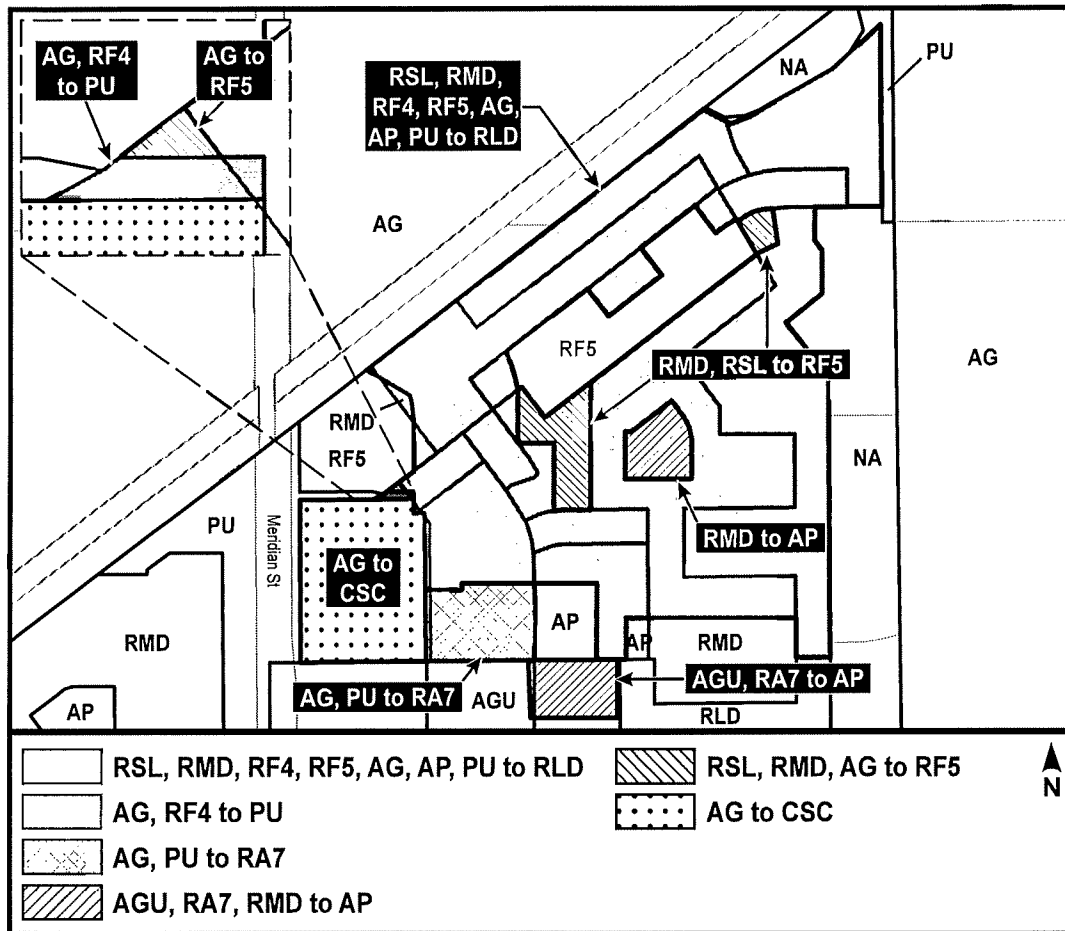 AG, RF4
to PU
AG to
RF5
RSL, RMD,
RF4, RF5, AG,
AP, PU to RLD
NA
PU
AG
RF5
RMD, RSL to RF5
AG
RMD
RF5
NA
PU
Meridian St
RMD to AP
AG to
CSC
RMD
AP
AP
RMD
AG, PU to RA7
AGU
AGU, RA7 to AP
AP
RLD
RSL, RMD, RF4, RF5, AG, AP, PU to RLD
RSL, RMD, AG to RF5
N
AG, RF4 to PU
AG to CSC
AG, PU to RA7
AGU, RA7, RMD to AP